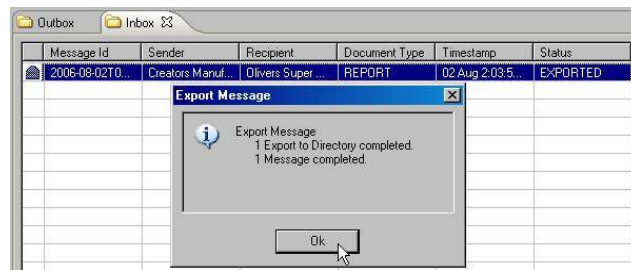 Outbox Inbox
Message Id Sender Recipient Document Type Timestamp Status
2006-08-02T0... Creators Manuf... Olivers Super ... REPORT 02 Aug 2:03:5... EXPORTED
Export Message
Export Message
1 Export to Directory completed.
1 Message completed.
Ok